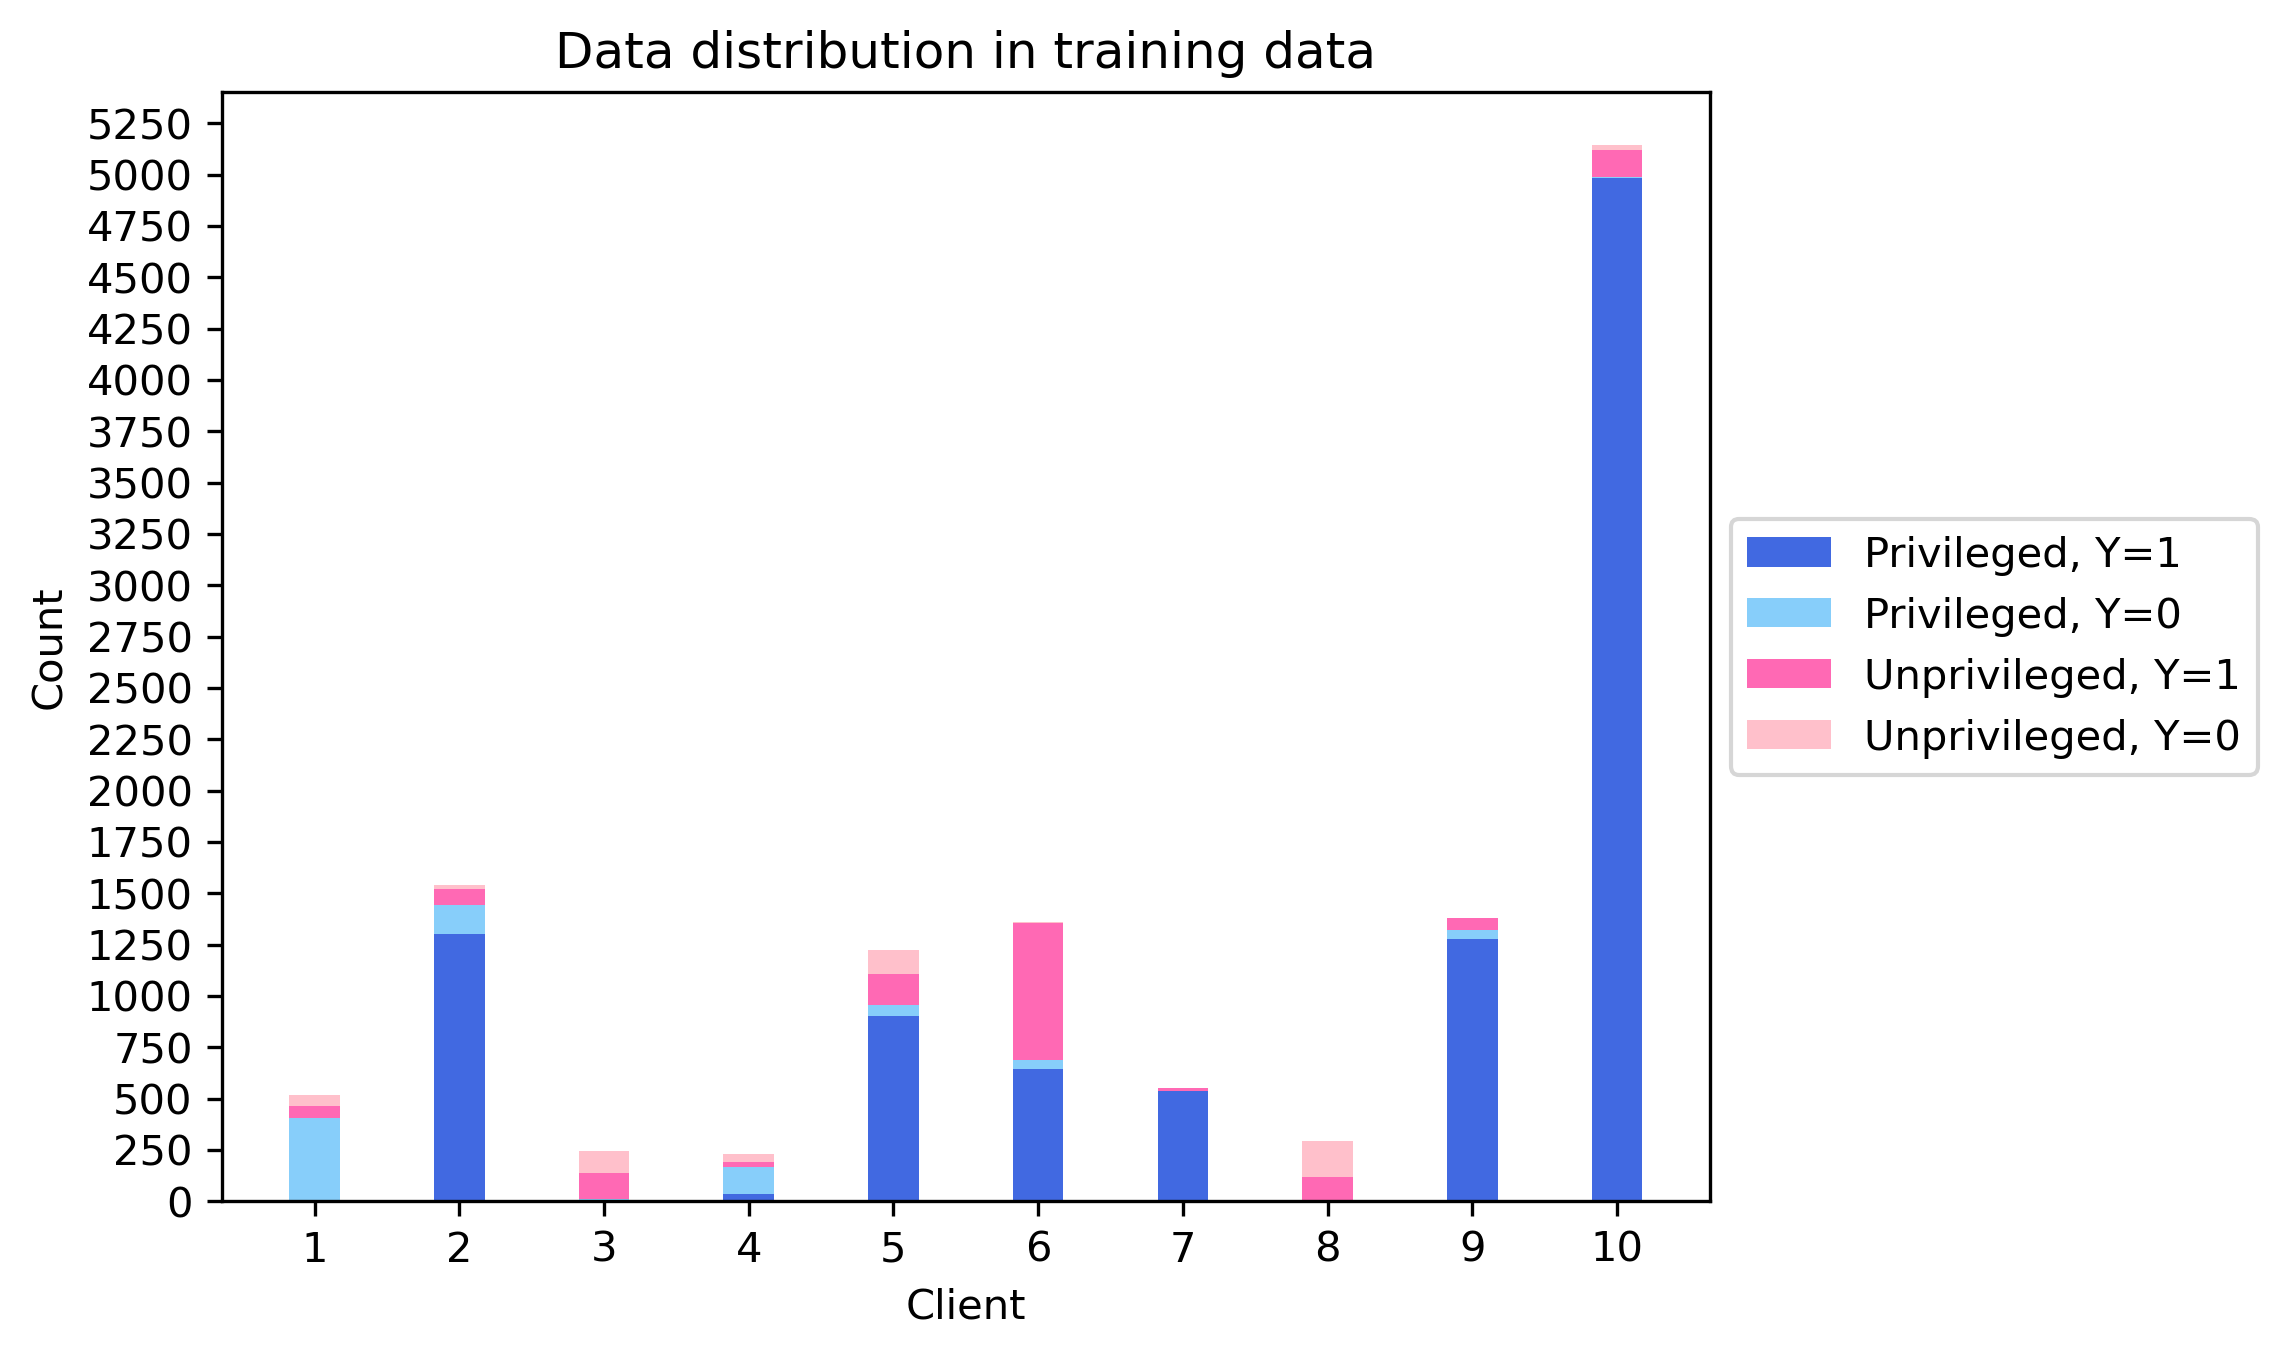 Data distribution in training data
5250
5000
4750
4500
4250
4000
3750
3500
3250
3000
2750
2500
2250
2000
1750
1500
1250
1000
750
500
250
0
Count
1 2 3 4 5 6 7 8 9 10
Client
Privileged, Y=1
Privileged, Y=0
Unprivileged, Y=1
Unprivileged, Y=0